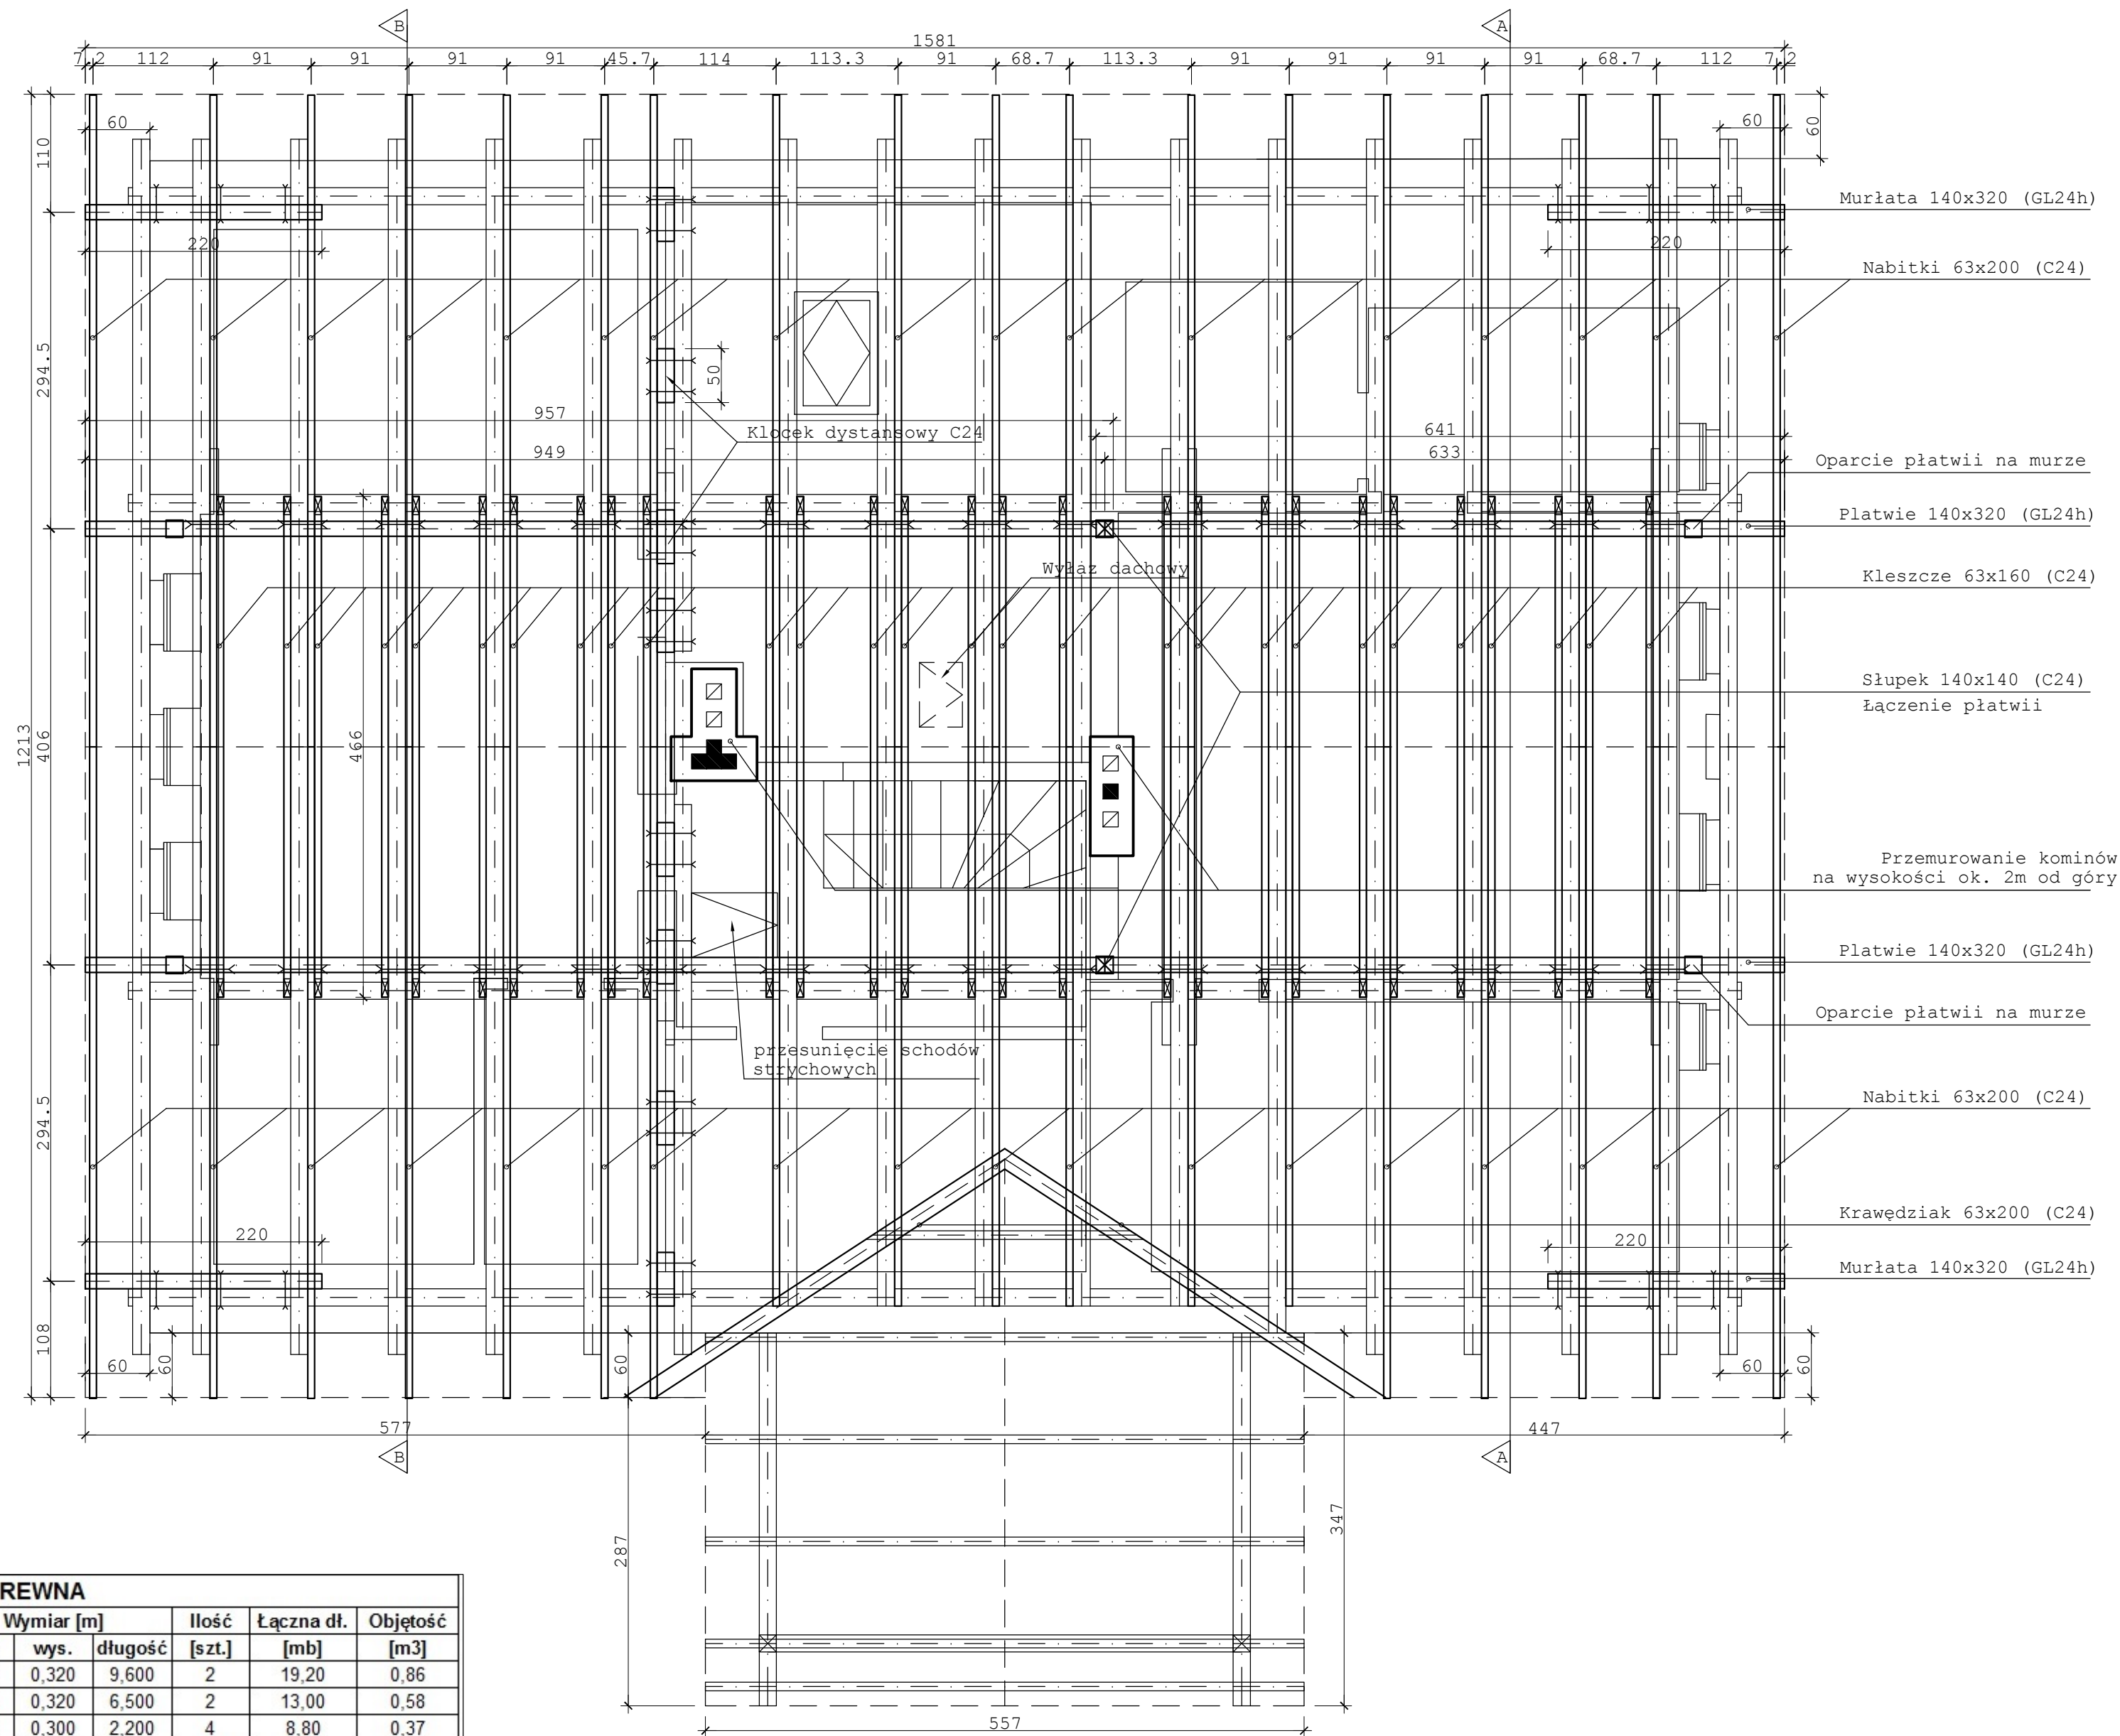 B
A
1581
7.2 112 91 91 91 91 45.7 114 113.3 91 68.7 113.3 91 91 91 91 68.7 112 7.2
60
60
60
110
Murłata 140x320 (GL24h)
220
220
Nabitki 63x200 (C24)
294.5
50
957
Klocek dystansowy C24
641
949
633
Oparcie płatwii na murze
Platwie 140x320 (GL24h)
Wyłaz dachowy
Kleszcze 63x160 (C24)
Słupek 140x140 (C24)
Łączenie płatwii
1213
406
466
Przemurowanie kominów
na wysokości ok. 2m od góry
Platwie 140x320 (GL24h)
Oparcie płatwii na murze
przesunięcie schodów
strychowych
294.5
Nabitki 63x200 (C24)
Krawędziak 63x200 (C24)
220
220
Murłata 140x320 (GL24h)
108
60
60
60
60
60
577
447
B
A
287
347
557
REWNA
Wymiar [m] Ilość Łączna dł. Objętość
wys. długość [szt.] [mb] [m3]
0,320 9,600 2 19,20 0,86
0,320 6,500 2 13,00 0,58
0,300 2,200 4 8,80 0,37